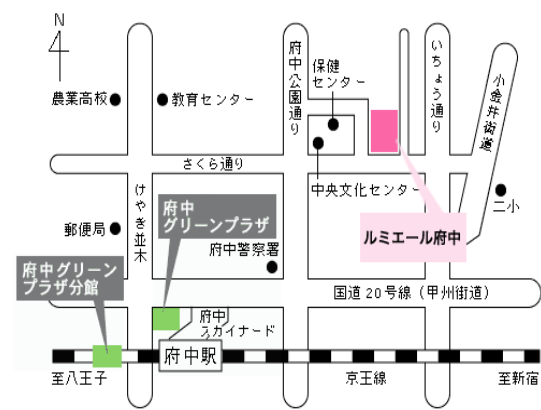 N
農業高校
教育センター
府中公園通り
保健
センター
いちょう通り
小金井街道
さくら通り
中央文化センター
けやき並木
二小
郵便局
府中
グリーンプラザ
ルミエール府中
府中警察署
府中グリーン
プラザ分館
国道20号線(甲州街道)
府中
スカイナード
府中駅
至八王子
京王線
至新宿